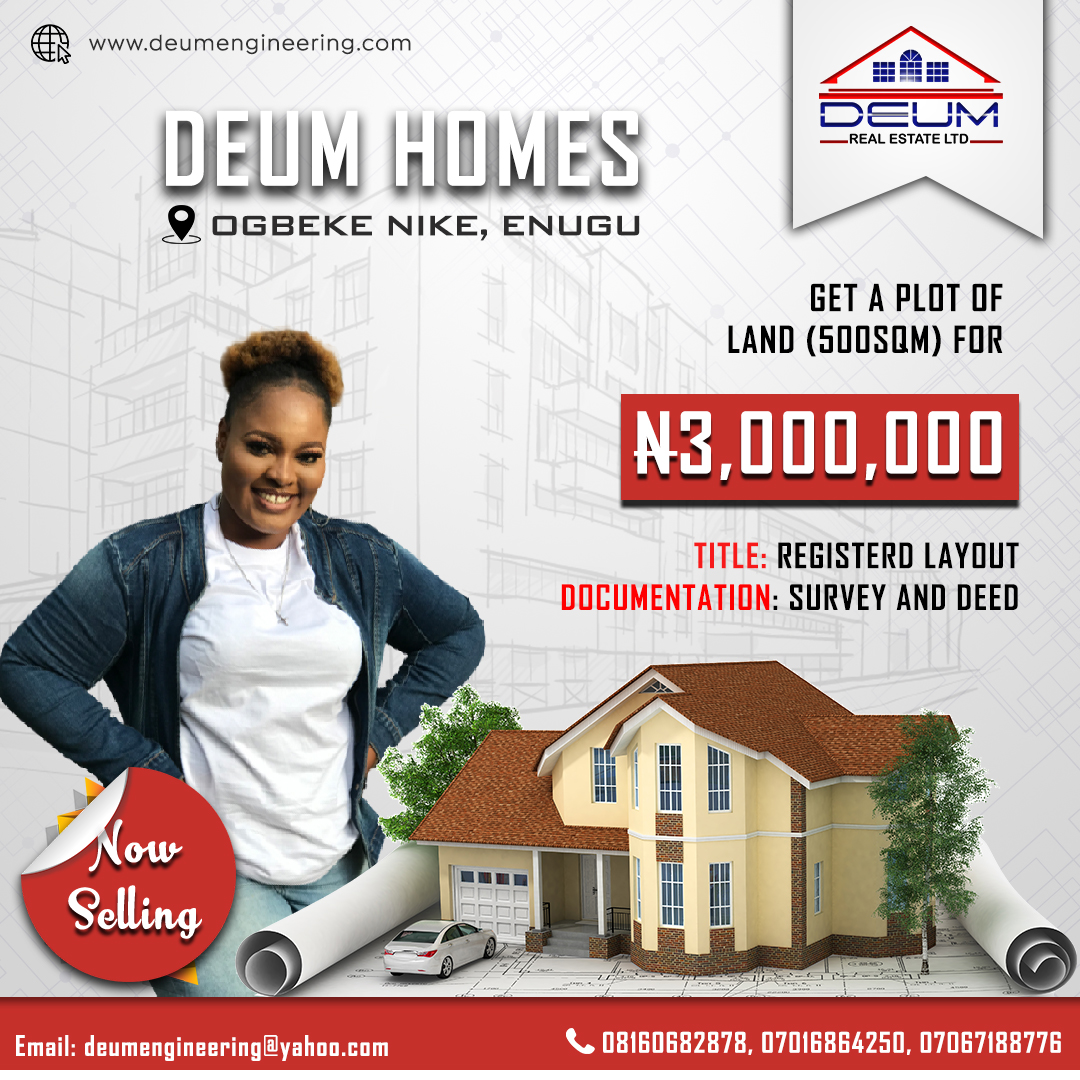 www.deumengineering.com
DEUM
REAL ESTATE LTD
DEUM HOMES
OGBEKE NIKE, ENUGU
GET A PLOT OF
LAND (500SQM) FOR
₦3,000,000
TITLE: REGISTERD LAYOUT
DOCUMENTATION: SURVEY AND DEED
Now
Selling
Email: deumengineering@yahoo.com
08160682878, 07016864250, 07067188776